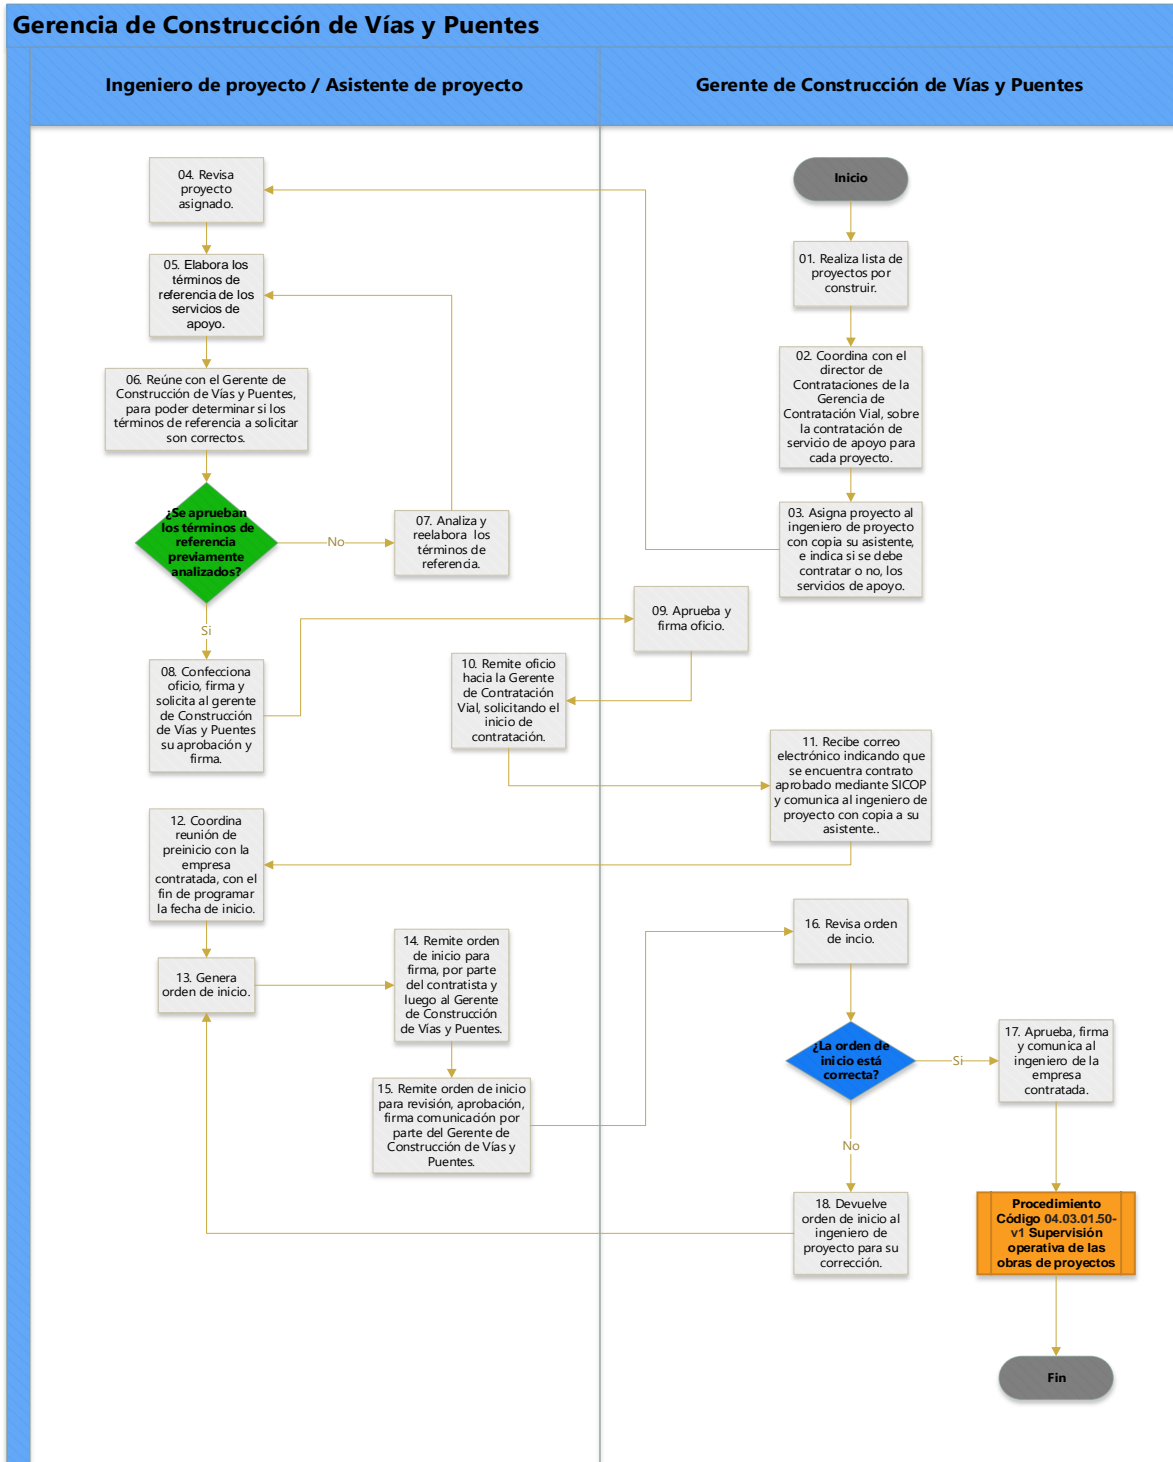 Gerencia de Construcción de Vías y Puentes
Ingeniero de proyecto / Asistente de proyecto
Gerente de Construcción de Vías y Puentes
Inicio
01. Realiza lista de
proyectos por
construir.
02. Coordina con el
director de
Contrataciones de la
Gerencia de
Contratación Vial, sobre
la contratación de
servicio de apoyo para
cada proyecto.
03. Asigna proyecto al
ingeniero de proyecto
con copia su asistente,
e indica si se debe
contratar o no, los
servicios de apoyo.
04. Revisa
proyecto
asignado.
05. Elabora los
términos de
referencia de los
servicios de
apoyo.
06. Reúne con el Gerente de
Construcción de Vías y Puentes,
para poder determinar si los
términos de referencia a solicitar
son correctos.
¿Se aprueban
los términos de
referencia
previamente
analizados?
No
07. Analiza y
reelabora los
términos de
referencia.
Si
08. Confecciona
oficio, firma y
solicita al gerente
de Construcción
de Vías y Puentes
su aprobación y
firma.
09. Aprueba y
firma oficio.
10. Remite oficio
hacia la Gerente
de Contratación
Vial, solicitando el
inicio de
contratación.
11. Recibe correo
electrónico indicando que
se encuentra contrato
aprobado mediante SICOP
y comunica al ingeniero de
proyecto con copia a su
asistente..
12. Coordina
reunión de
preinicio con la
empresa
contratada, con el
fin de programar
la fecha de inicio.
13. Genera
orden de inicio.
14. Remite orden
de inicio para
firma, por parte
del contratista y
luego al Gerente
de Construcción
de Vías y Puentes.
15. Remite orden de inicio
para revisión, aprobación,
firma comunicación por
parte del Gerente de
Construcción de Vías y
Puentes.
16. Revisa orden
de incio.
¿La orden de
inicio está
correcta?
Si
17. Aprueba, firma
y comunica al
ingeniero de la
empresa
contratada.
No
18. Devuelve
orden de inicio al
ingeniero de
proyecto para su
corrección.
Procedimiento
Código 04.03.01.50-
v1 Supervisión
operativa de las
obras de proyectos
Fin